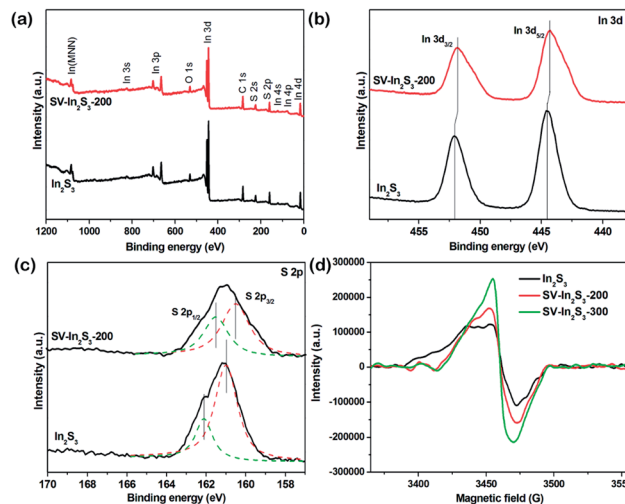 (a)
In(MNN)
In 3s
In 3p
O 1s
In 3d
C 1s
S 2s
S 2p
In 4s
In 4p
In 4d
SV-In₂S₃-200
In₂S₃
Intensity (a.u.)
1200 1000 800 600 400 200 0
Binding energy (eV)
(b)
In 3d
In 3d₃/₂
In 3d₅/₂
SV-In₂S₃-200
In₂S₃
Intensity (a.u.)
455 450 445 440
Binding energy (eV)
(c)
S 2p
S 2p₁/₂
S 2p₃/₂
SV-In₂S₃-200
In₂S₃
Intensity (a.u.)
170 167 164 161 158
Binding energy (eV)
(d)
In₂S₃
SV-In₂S₃-200
SV-In₂S₃-300
Intensity (a.u.)
300000
200000
100000
0
-100000
-200000
-300000
3400 3450 3500 355
Magnetic field (G)